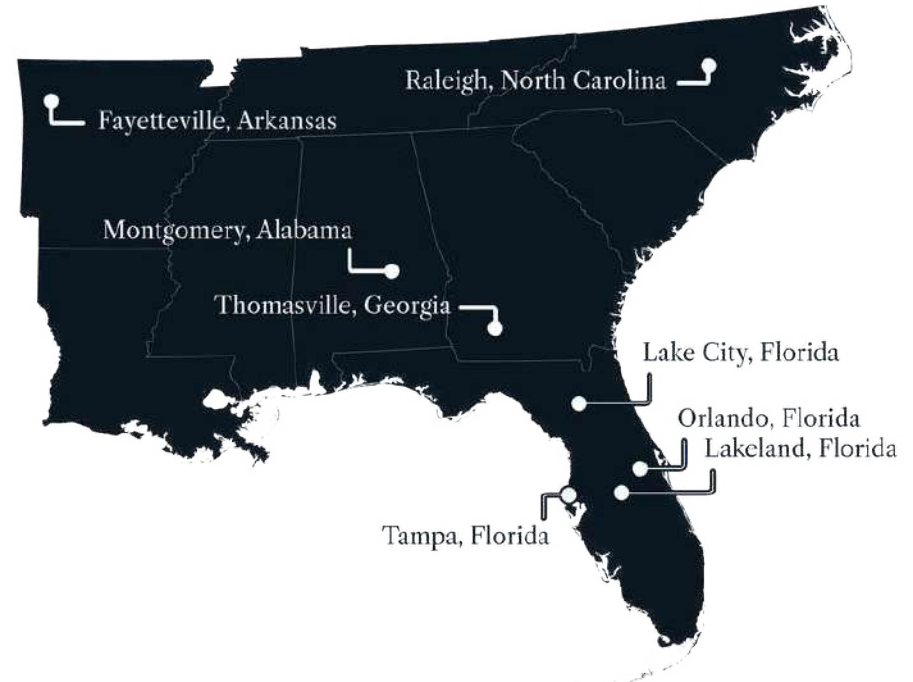 Raleigh, North Carolina
Fayetteville, Arkansas
Montgomery, Alabama
Thomasville, Georgia
Lake City, Florida
Orlando, Florida
Lakeland, Florida
Tampa, Florida